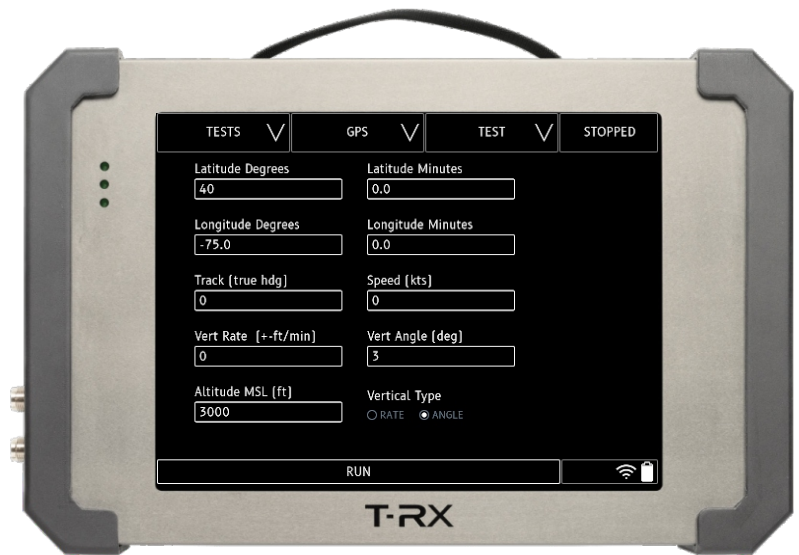 TESTS GPS TEST STOPPED
Latitude Degrees Latitude Minutes
40 0.0
Longitude Degrees Longitude Minutes
-75.0 0.0
Track (true hdg) Speed (kts)
0 0
Vert Rate (+-ft/min) Vert Angle (deg)
0 3
Altitude MSL (ft) Vertical Type
3000 RATE ANGLE
RUN
T-RX